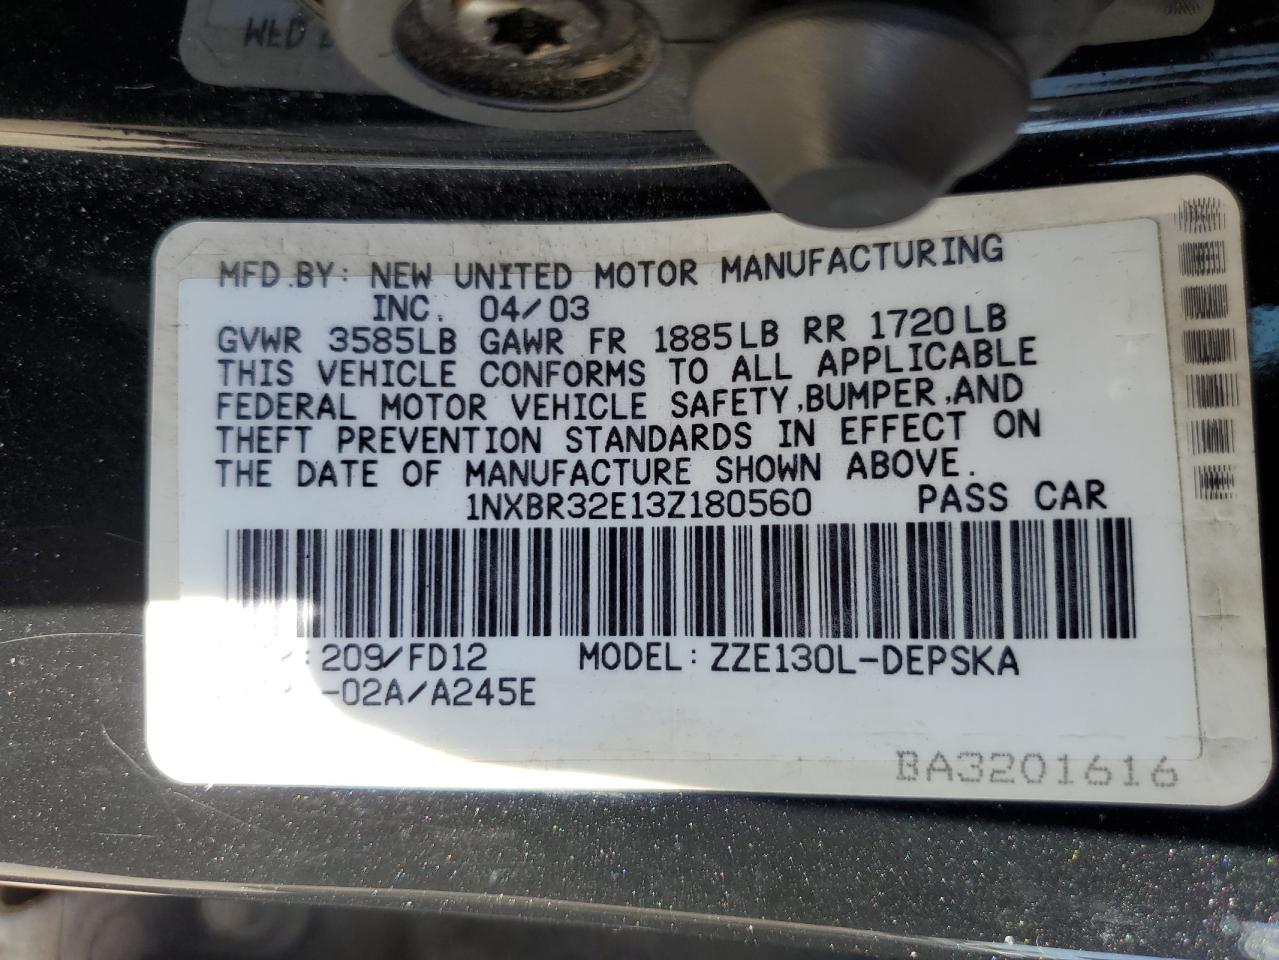 WED
MFD.BY: NEW UNITED MOTOR MANUFACTURING
INC. 04/03
GVWR 3585LB GAWR FR 1885LB RR 1720LB
THIS VEHICLE CONFORMS TO ALL APPLICABLE
FEDERAL MOTOR VEHICLE SAFETY,BUMPER,AND
THEFT PREVENTION STANDARDS IN EFFECT ON
THE DATE OF MANUFACTURE SHOWN ABOVE.
1NXBR32E13Z180560 PASS CAR
: 209/FD12 MODEL: ZZE130L-DEPSKA
-02A/A245E
BA3201616